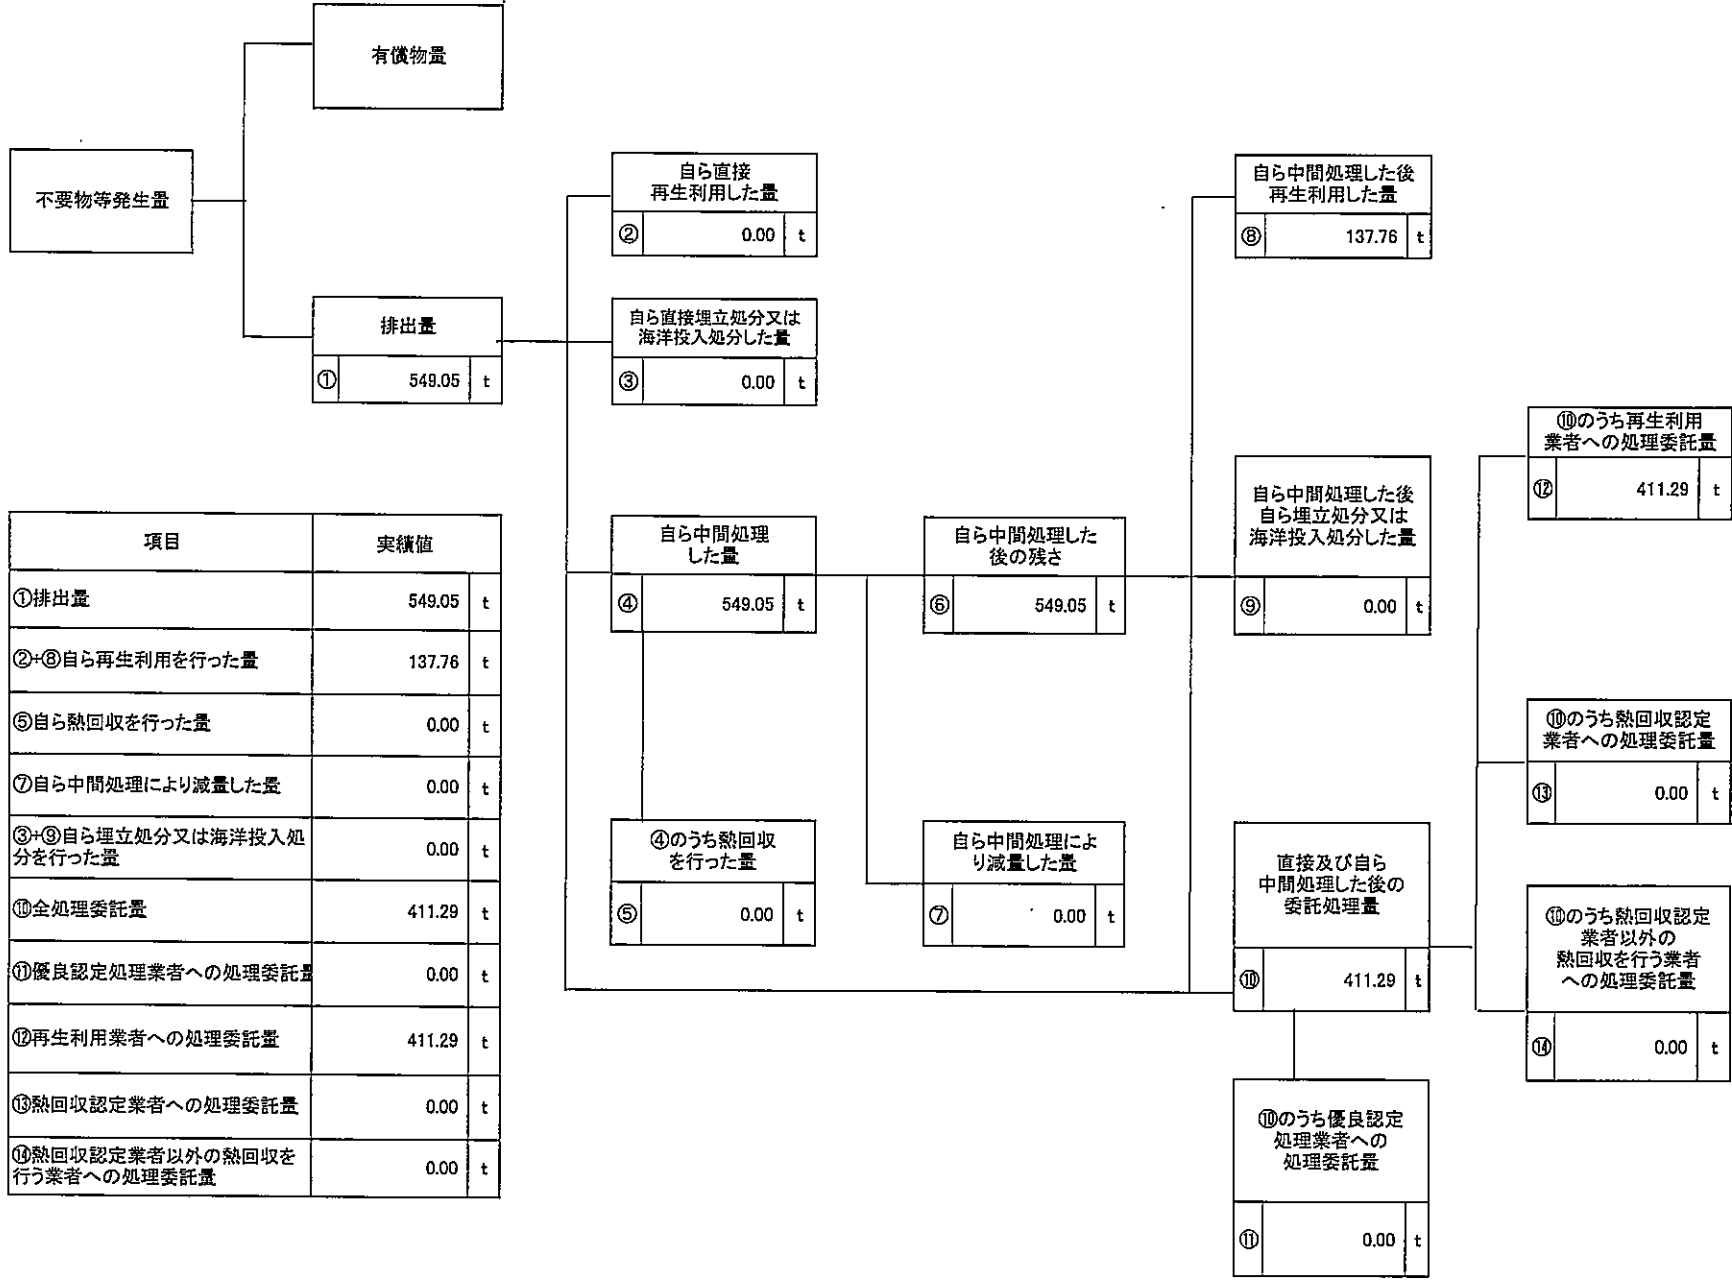 有償物量
不要物等発生量
排出量
① 549.05 t
自ら直接
再生利用した量
② 0.00 t
自ら直接埋立処分又は
海洋投入処分した量
③ 0.00 t
自ら中間処理
した量
④ 549.05 t
④のうち熱回収
を行った量
⑤ 0.00 t
自ら中間処理した
後の残さ
⑥ 549.05 t
自ら中間処理によ
り減量した量
⑦ 0.00 t
自ら中間処理した後
再生利用した量
⑧ 137.76 t
自ら中間処理した後
自ら埋立処分又は
海洋投入処分した量
⑨ 0.00 t
直接及び自ら
中間処理した後の
委託処理量
⑩ 411.29 t
⑩のうち優良認定
処理業者への
処理委託量
⑪ 0.00 t
⑩のうち再生利用
業者への処理委託量
⑫ 411.29 t
⑩のうち熱回収認定
業者への処理委託量
⑬ 0.00 t
⑩のうち熱回収認定
業者以外の
熱回収を行う業者
への処理委託量
⑭ 0.00 t
項目 実績値
①排出量 549.05 t
②+⑧自ら再生利用を行った量 137.76 t
⑤自ら熱回収を行った量 0.00 t
⑦自ら中間処理により減量した量 0.00 t
③+⑨自ら埋立処分又は海洋投入処
分を行った量 0.00 t
⑩全処理委託量 411.29 t
⑪優良認定処理業者への処理委託量 0.00 t
⑫再生利用業者への処理委託量 411.29 t
⑬熱回収認定業者への処理委託量 0.00 t
⑭熱回収認定業者以外の熱回収を
行う業者への処理委託量 0.00 t